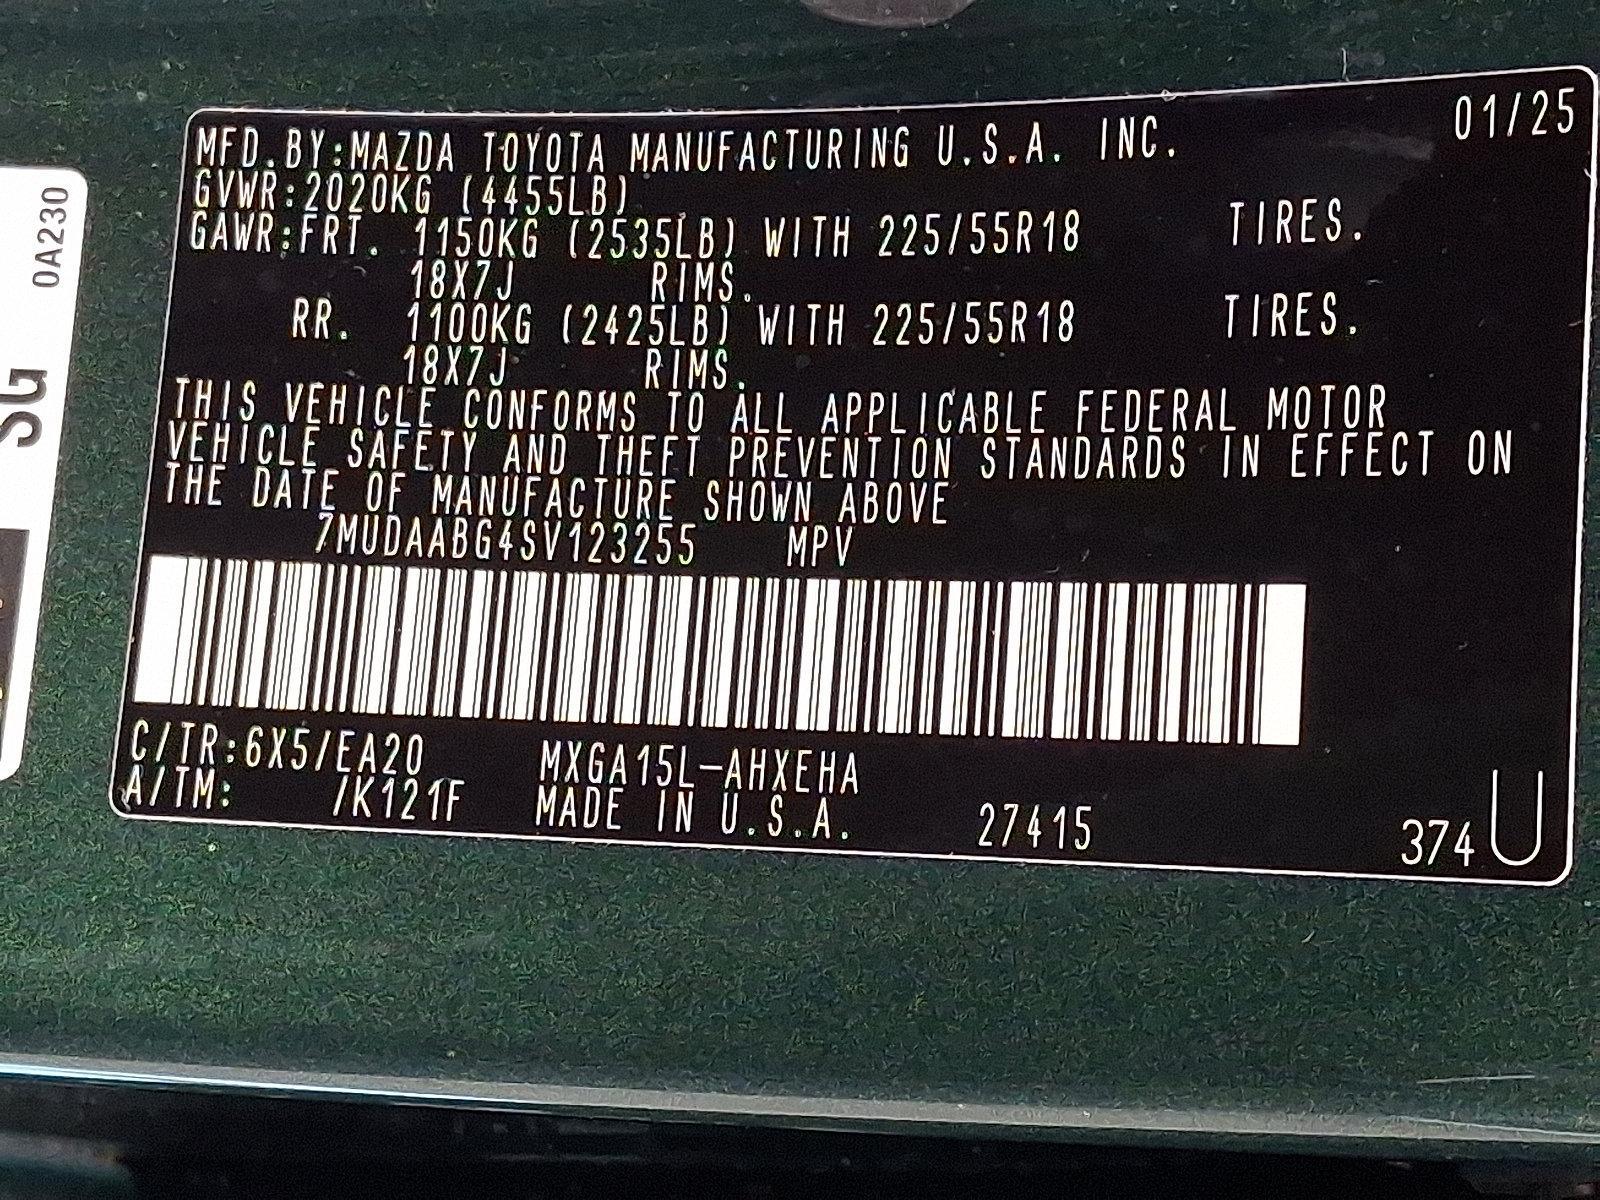 MFD.BY:MAZDA TOYOTA MANUFACTURING U.S.A. INC. 01/25
GVWR:2020KG (4455LB)
GAWR:FRT. 1150KG (2535LB) WITH 225/55R18 TIRES.
18X7J RIMS.
RR. 1100KG (2425LB) WITH 225/55R18 TIRES.
18X7J RIMS.
THIS VEHICLE CONFORMS TO ALL APPLICABLE FEDERAL MOTOR
VEHICLE SAFETY AND THEFT PREVENTION STANDARDS IN EFFECT ON
THE DATE OF MANUFACTURE SHOWN ABOVE
7MUDAABG4SV123255 MPV
C/TR:6X5/EA20 MXGA15L-AHXEHA
A/TM: /K121F MADE IN U.S.A. 27415 374 U
0A230
SG